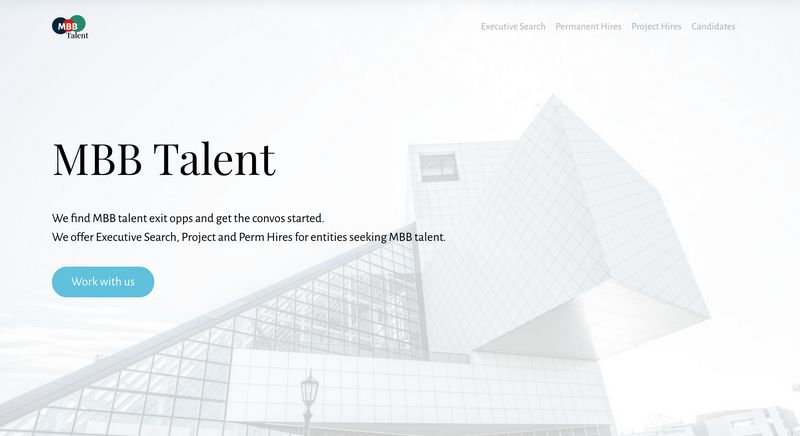 MBB
Talent
Executive Search Permanent Hires Project Hires Candidates
MBB Talent
We find MBB talent exit opps and get the convos started.
We offer Executive Search, Project and Perm Hires for entities seeking MBB talent.
Work with us